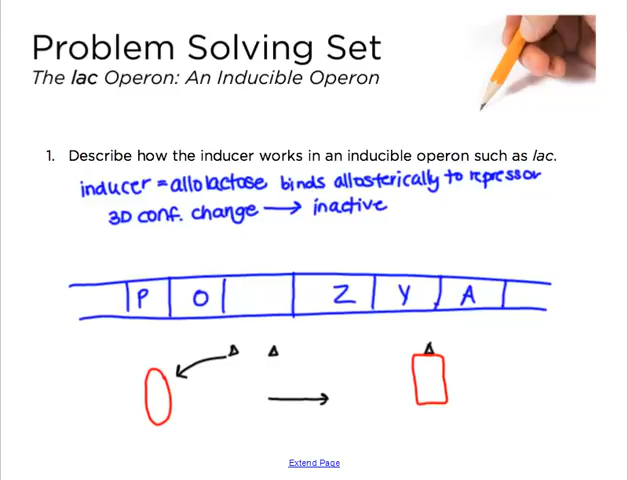 Problem Solving Set
The lac Operon: An Inducible Operon
1. Describe how the inducer works in an inducible operon such as lac.
inducer = allolactose binds allosterically to repressor
3D conf. change → inactive
P O Z Y A
Extend Page